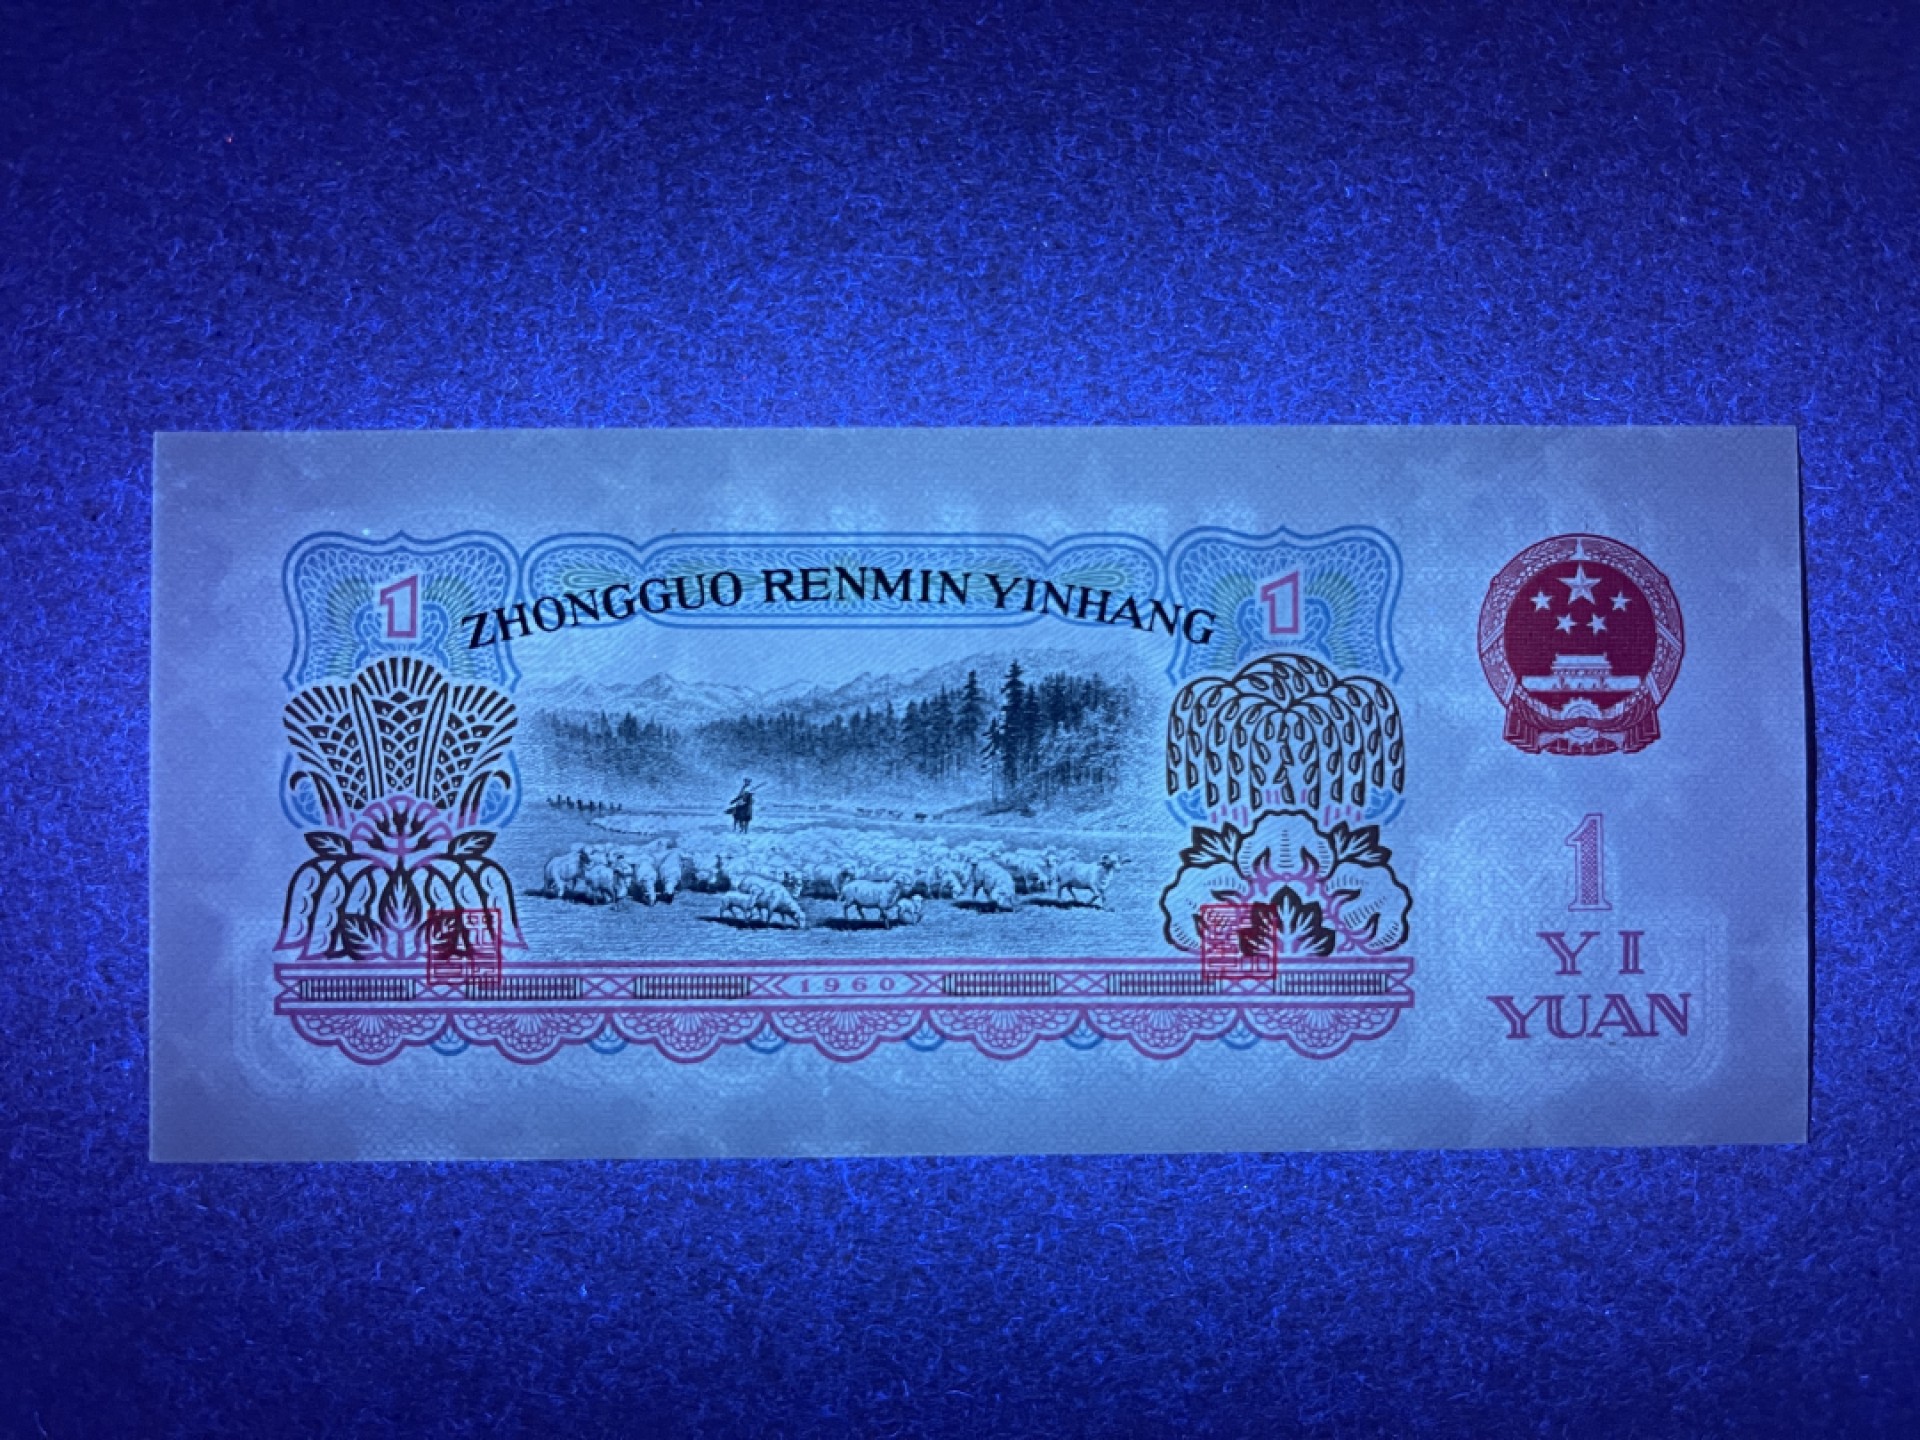 1
ZHONGGUO RENMIN YINHANG
1
1960
1
YI
YUAN